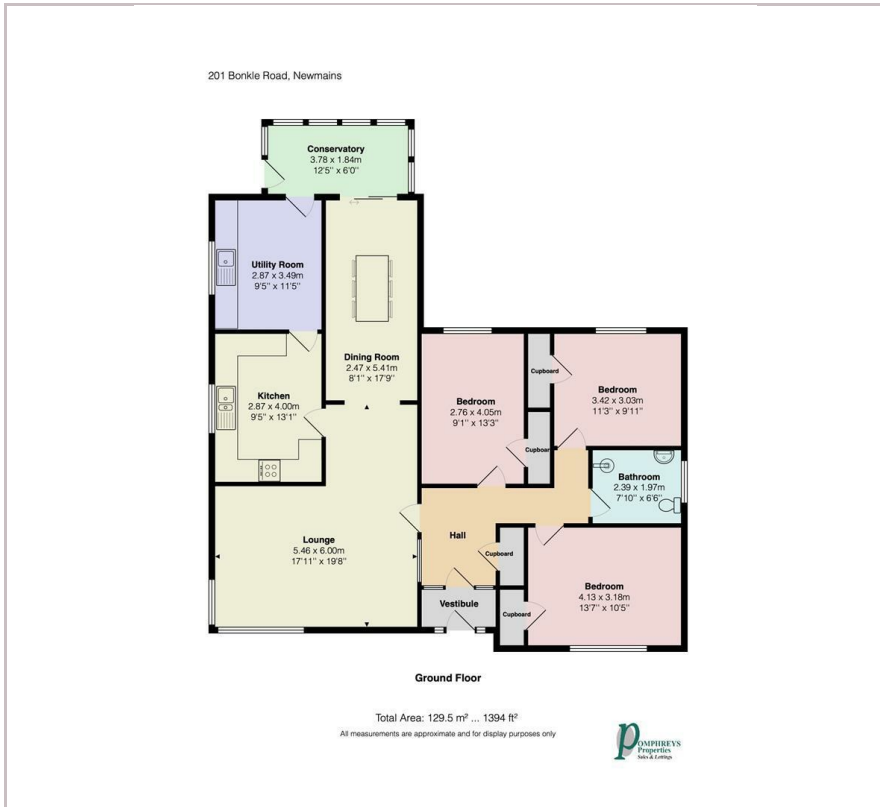 201 Bonkle Road, Newmains
Conservatory
3.78 x 1.84m
12'5'' x 6'0''
Utility Room
2.87 x 3.49m
9'5'' x 11'5''
Dining Room
2.47 x 5.41m
8'1'' x 17'9''
Kitchen
2.87 x 4.00m
9'5'' x 13'1''
Bedroom
2.76 x 4.05m
9'1'' x 13'3''
Cupboard
Cupboard
Bedroom
3.42 x 3.03m
11'3'' x 9'11''
Bathroom
2.39 x 1.97m
7'10'' x 6'6''
Lounge
5.46 x 6.00m
17'11'' x 19'8''
Hall
Cupboard
Vestibule
Cupboard
Bedroom
4.13 x 3.18m
13'7'' x 10'5''
Ground Floor
Total Area: 129.5 m² ... 1394 ft²
All measurements are approximate and for display purposes only
POMPHREYS
Properties
Sales & Lettings